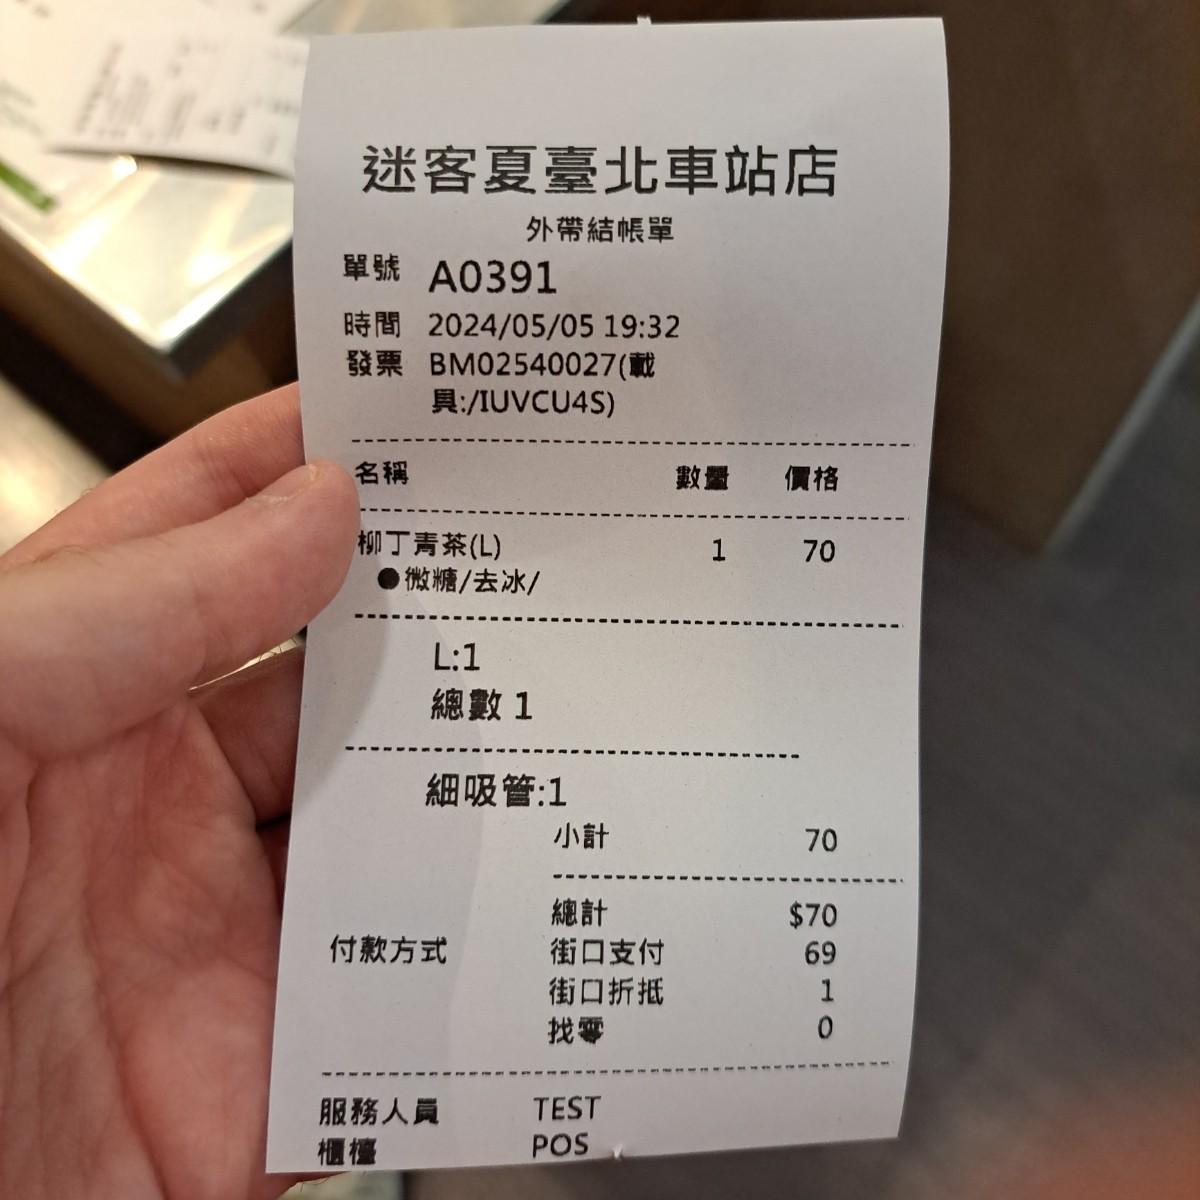 迷客夏臺北車站店
外帶結帳單
單號 A0391
時間 2024/05/05 19:32
發票 BM02540027(載
具:/IUVCU4S)
名稱 數量 價格
柳丁青茶(L) 1 70
●微糖/去冰/
L:1
總數 1
細吸管:1
小計 70
總計 $70
付款方式 街口支付 69
街口折抵 1
找零 0
服務人員 TEST
櫃檯 POS